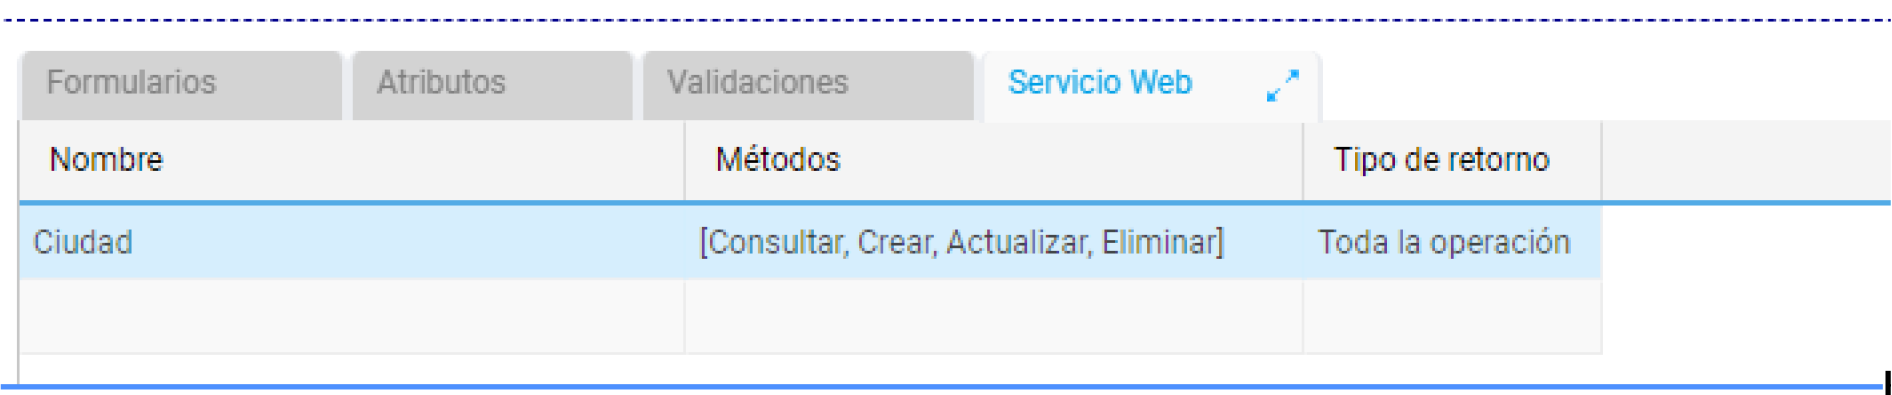 Formularios Atributos Validaciones Servicio Web
Nombre Métodos Tipo de retorno
Ciudad [Consultar, Crear, Actualizar, Eliminar] Toda la operación